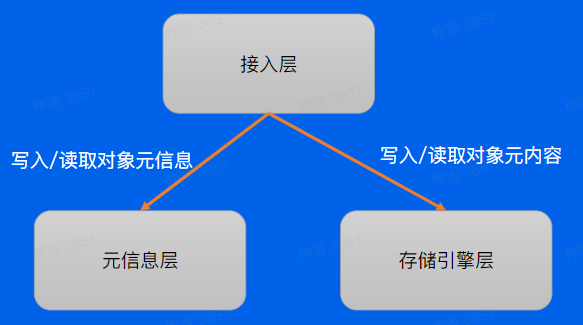 接入层
写入/读取对象元信息
写入/读取对象元内容
元信息层
存储引擎层